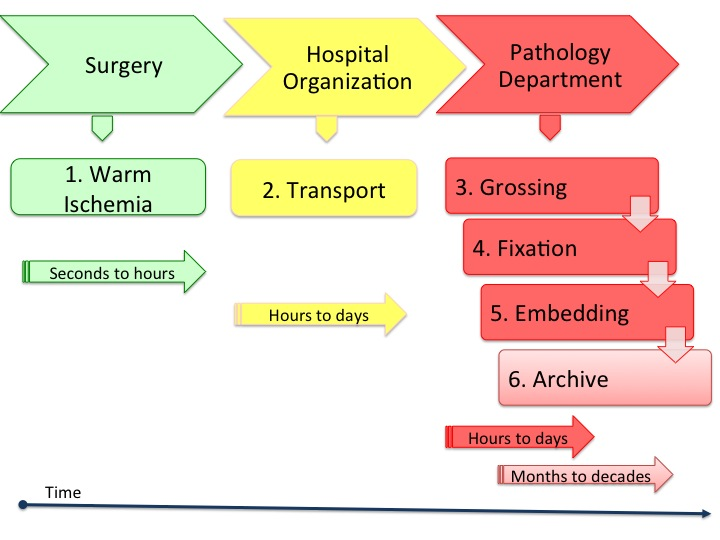 Surgery
Hospital
Organization
Pathology
Department
1. Warm
Ischemia
2. Transport
3. Grossing
4. Fixation
5. Embedding
6. Archive
Seconds to hours
Hours to days
Hours to days
Months to decades
Time